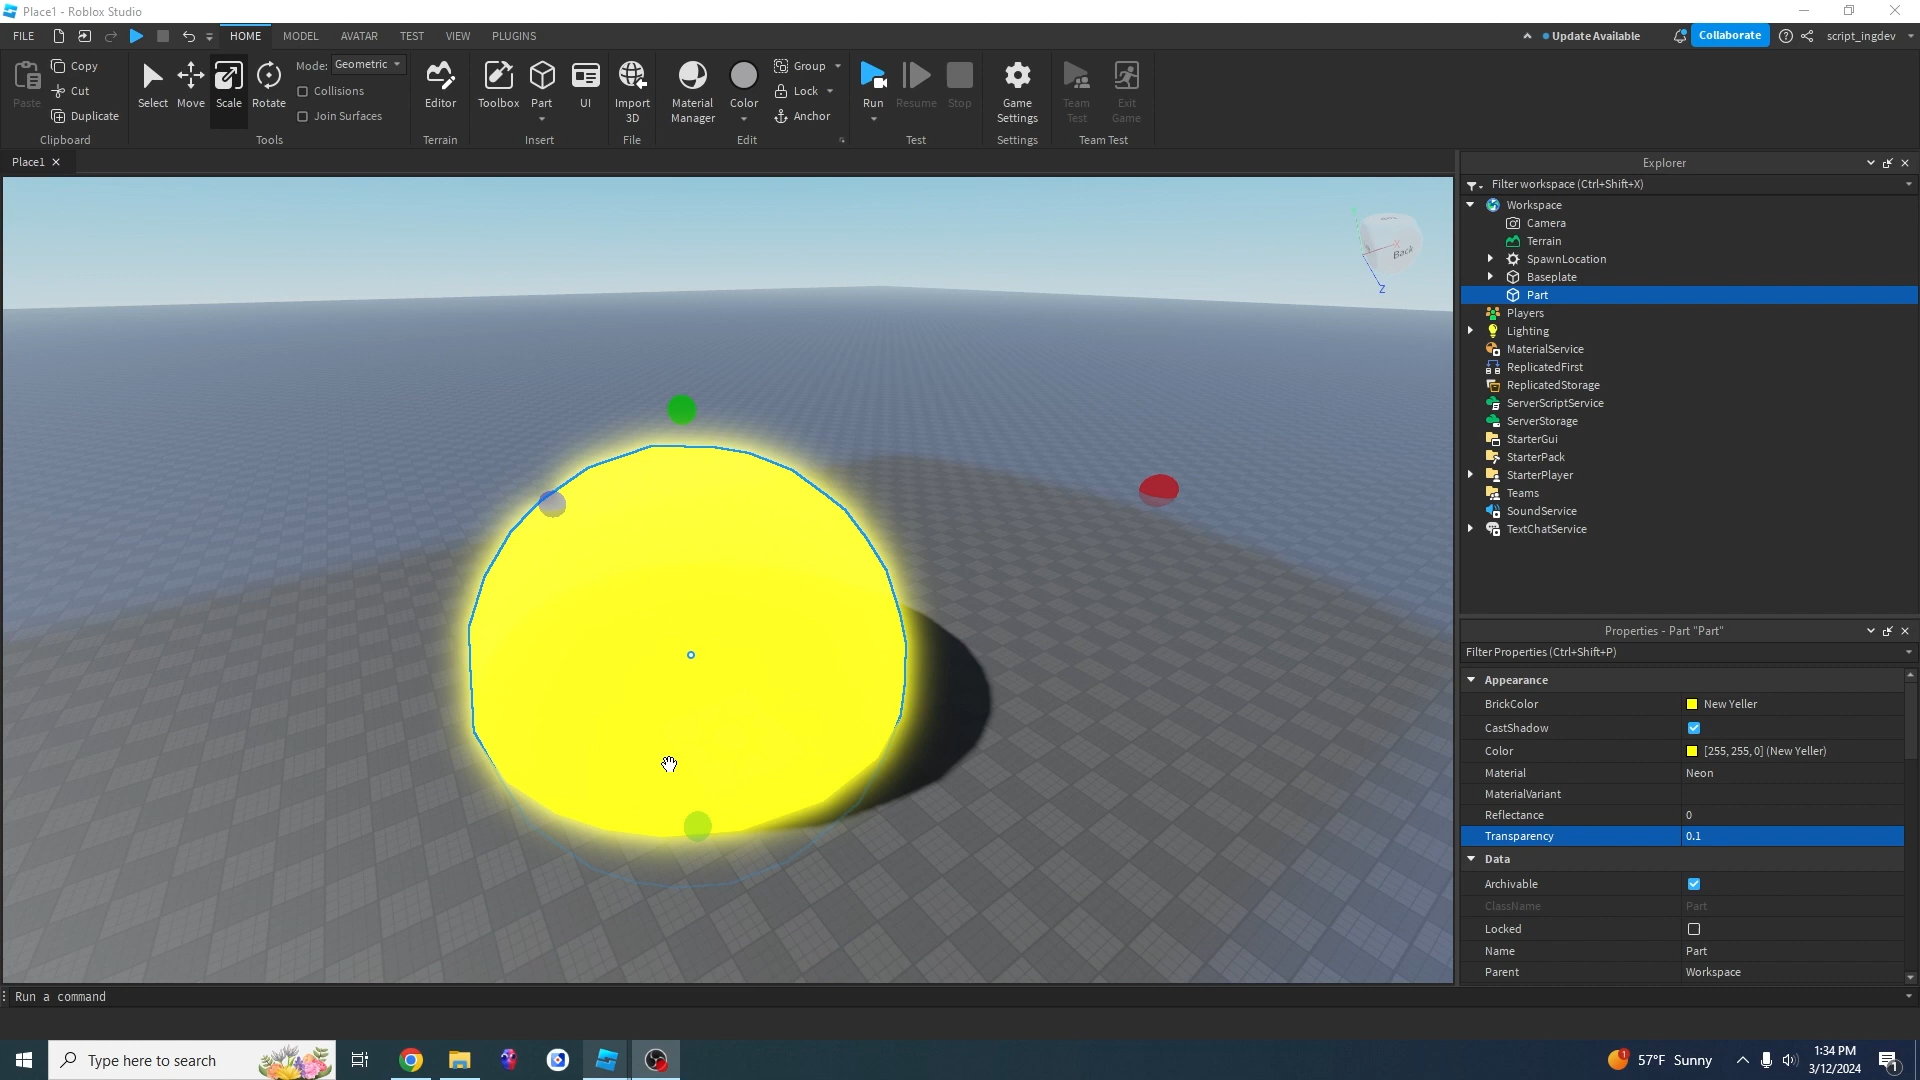 Place1 - Roblox Studio
FILE HOME MODEL AVATAR TEST VIEW PLUGINS Update Available Collaborate script_ingdev
Paste Copy Cut Duplicate Clipboard
Select Move Scale Rotate Mode: Geometric Collisions Join Surfaces Tools
Editor Terrain
Toolbox Part UI Insert
Import 3D File
Material Manager Color Group Lock Anchor Edit
Run Resume Stop Test
Game Settings Settings
Team Test Exit Game Team Test
Place1
Back
X
Z
Explorer
Filter workspace (Ctrl+Shift+X)
Workspace
Camera
Terrain
SpawnLocation
Baseplate
Part
Players
Lighting
MaterialService
ReplicatedFirst
ReplicatedStorage
ServerScriptService
ServerStorage
StarterGui
StarterPack
StarterPlayer
Teams
SoundService
TextChatService
Properties - Part "Part"
Filter Properties (Ctrl+Shift+P)
Appearance
BrickColor New Yeller
CastShadow
Color [255, 255, 0] (New Yeller)
Material Neon
MaterialVariant
Reflectance 0
Transparency 0.1
Data
Archivable
ClassName Part
Locked
Name Part
Parent Workspace
Run a command
Type here to search
1 57°F Sunny
1:34 PM
3/12/2024
1